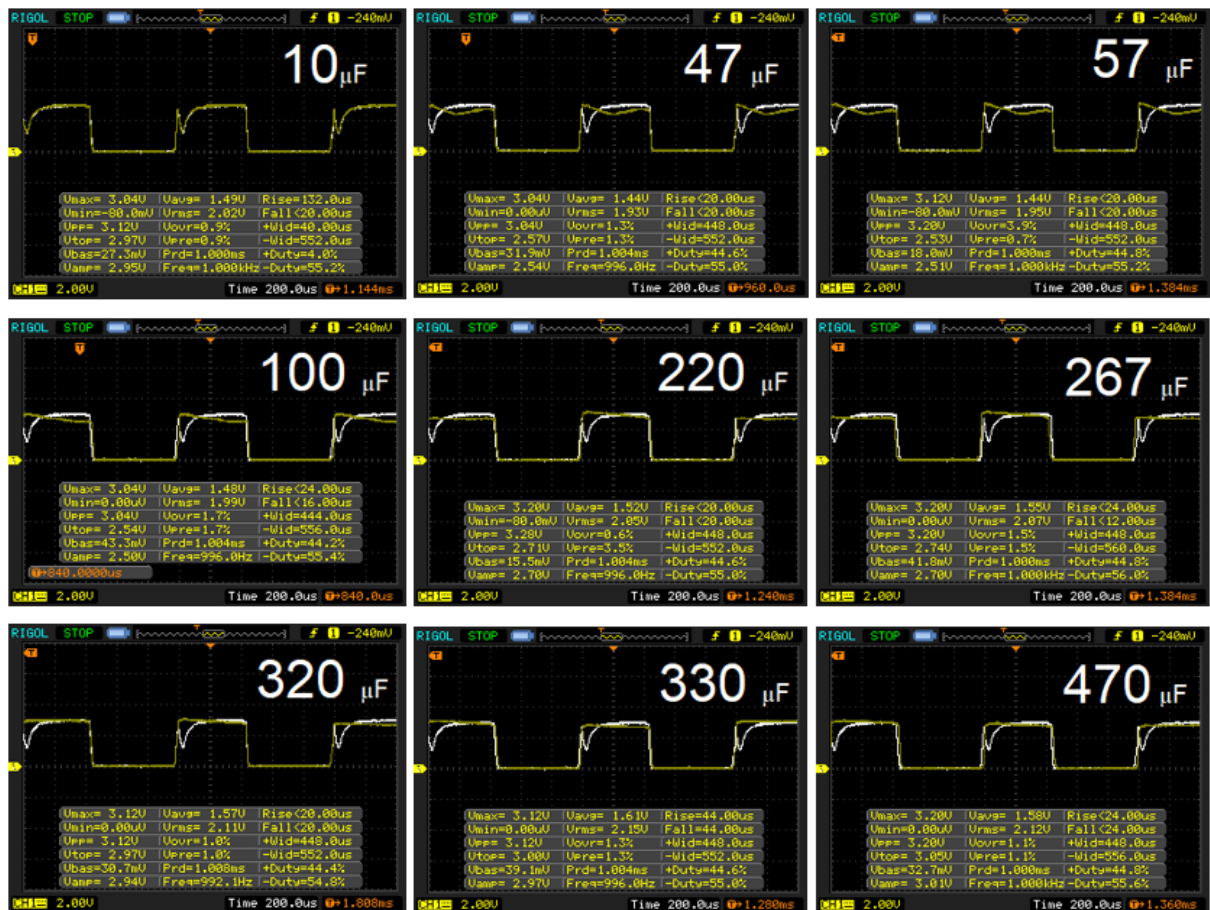 RIGOL STOP 1 -240mV
10 μF
Vmax= 3.04V Vavg= 1.49V Rise=132.0us
Vmin=-80.0mV Vrms= 2.02V Fall<20.00us
Vpp= 3.12V Vovr=0.9% +Wid=40.00us
Vtop= 2.97V Vpre=0.9% -Wid=552.0us
Vbas=27.3mV Prd=1.000ms +Duty=4.0%
Vamp= 2.95V Freq=1.000kHz -Duty=55.2%
CH1 2.00V Time 200.0us 1.144ms
RIGOL STOP 1 -240mV
47 μF
Vmax= 3.04V Vavg= 1.44V Rise<20.00us
Vmin=0.00uV Vrms= 1.93V Fall<20.00us
Vpp= 3.04V Vovr=1.3% +Wid=448.0us
Vtop= 2.57V Vpre=1.3% -Wid=552.0us
Vbas=31.9mV Prd=1.004ms +Duty=44.6%
Vamp= 2.54V Freq=996.0Hz -Duty=55.0%
CH1 2.00V Time 200.0us 960.0us
RIGOL STOP 1 -240mV
57 μF
Vmax= 3.12V Vavg= 1.44V Rise<20.00us
Vmin=-80.0mV Vrms= 1.95V Fall<20.00us
Vpp= 3.20V Vovr=3.9% +Wid=448.0us
Vtop= 2.53V Vpre=0.7% -Wid=552.0us
Vbas=18.0mV Prd=1.000ms +Duty=44.8%
Vamp= 2.51V Freq=1.000kHz -Duty=55.2%
CH1 2.00V Time 200.0us 1.384ms
RIGOL STOP 1 -240mV
100 μF
Vmax= 3.04V Vavg= 1.48V Rise<24.00us
Vmin=0.00uV Vrms= 1.99V Fall<16.00us
Vpp= 3.04V Vovr=1.7% +Wid=444.0us
Vtop= 2.54V Vpre=1.7% -Wid=556.0us
Vbas=43.3mV Prd=1.004ms +Duty=44.2%
Vamp= 2.50V Freq=996.0Hz -Duty=55.4%
840.0000us
CH1 2.00V Time 200.0us 840.0us
RIGOL STOP 1 -240mV
220 μF
Vmax= 3.20V Vavg= 1.52V Rise<20.00us
Vmin=-80.0mV Vrms= 2.05V Fall<20.00us
Vpp= 3.28V Vovr=0.6% +Wid=448.0us
Vtop= 2.71V Vpre=3.5% -Wid=552.0us
Vbas=15.5mV Prd=1.004ms +Duty=44.6%
Vamp= 2.70V Freq=996.0Hz -Duty=55.0%
CH1 2.00V Time 200.0us 1.240ms
RIGOL STOP 1 -240mV
267 μF
Vmax= 3.20V Vavg= 1.55V Rise<24.00us
Vmin=0.00uV Vrms= 2.07V Fall<12.00us
Vpp= 3.20V Vovr=1.5% +Wid=448.0us
Vtop= 2.74V Vpre=1.5% -Wid=560.0us
Vbas=41.8mV Prd=1.000ms +Duty=44.8%
Vamp= 2.70V Freq=1.000kHz -Duty=56.0%
CH1 2.00V Time 200.0us 1.384ms
RIGOL STOP 1 -240mV
320 μF
Vmax= 3.12V Vavg= 1.57V Rise<20.00us
Vmin=0.00uV Vrms= 2.11V Fall<20.00us
Vpp= 3.12V Vovr=1.0% +Wid=448.0us
Vtop= 2.97V Vpre=1.0% -Wid=552.0us
Vbas=30.7mV Prd=1.008ms +Duty=44.4%
Vamp= 2.94V Freq=992.1Hz -Duty=54.8%
CH1 2.00V Time 200.0us 1.808ms
RIGOL STOP 1 -240mV
330 μF
Vmax= 3.12V Vavg= 1.61V Rise=44.00us
Vmin=0.00uV Vrms= 2.15V Fall=44.00us
Vpp= 3.12V Vovr=1.3% +Wid=448.0us
Vtop= 3.00V Vpre=1.3% -Wid=552.0us
Vbas=39.1mV Prd=1.004ms +Duty=44.6%
Vamp= 2.97V Freq=996.0Hz -Duty=55.0%
CH1 2.00V Time 200.0us 1.280ms
RIGOL STOP 1 -240mV
470 μF
Vmax= 3.20V Vavg= 1.58V Rise<24.00us
Vmin=0.00uV Vrms= 2.12V Fall<24.00us
Vpp= 3.20V Vovr=1.1% +Wid=448.0us
Vtop= 3.05V Vpre=1.1% -Wid=556.0us
Vbas=32.7mV Prd=1.000ms +Duty=44.8%
Vamp= 3.01V Freq=1.000kHz -Duty=55.6%
CH1 2.00V Time 200.0us 1.360ms